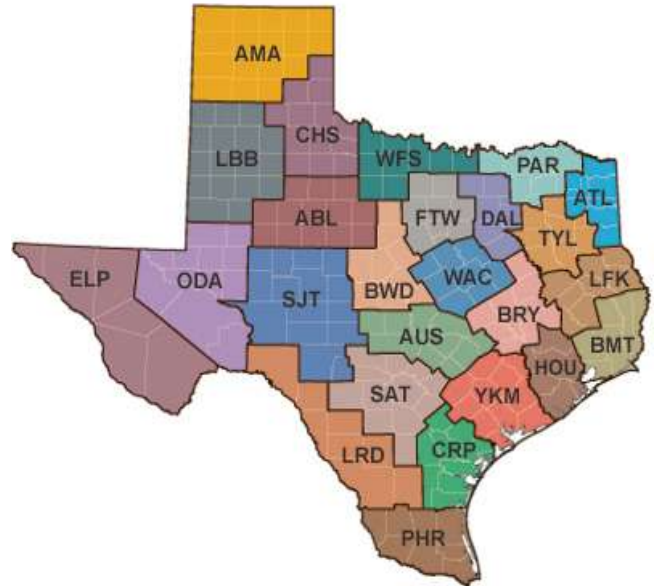 AMA
CHS
LBB
WFS
PAR
ATL
ABL
FTW
DAL
TYL
ELP
ODA
SJT
BWD
WAC
LFK
BRY
AUS
BMT
HOU
SAT
YKM
LRD
CRP
PHR